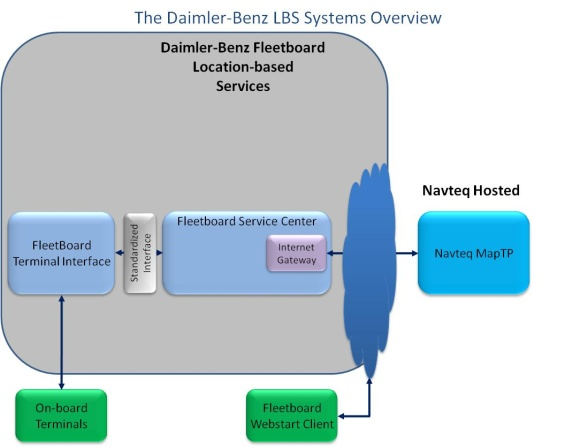 The Daimler-Benz LBS Systems Overview
Daimler-Benz Fleetboard
Location-based
Services
Navteq Hosted
FleetBoard
Terminal Interface
Standardized
Interface
Fleetboard Service Center
Internet
Gateway
Navteq MapTP
On-board
Terminals
Fleetboard
Webstart Client